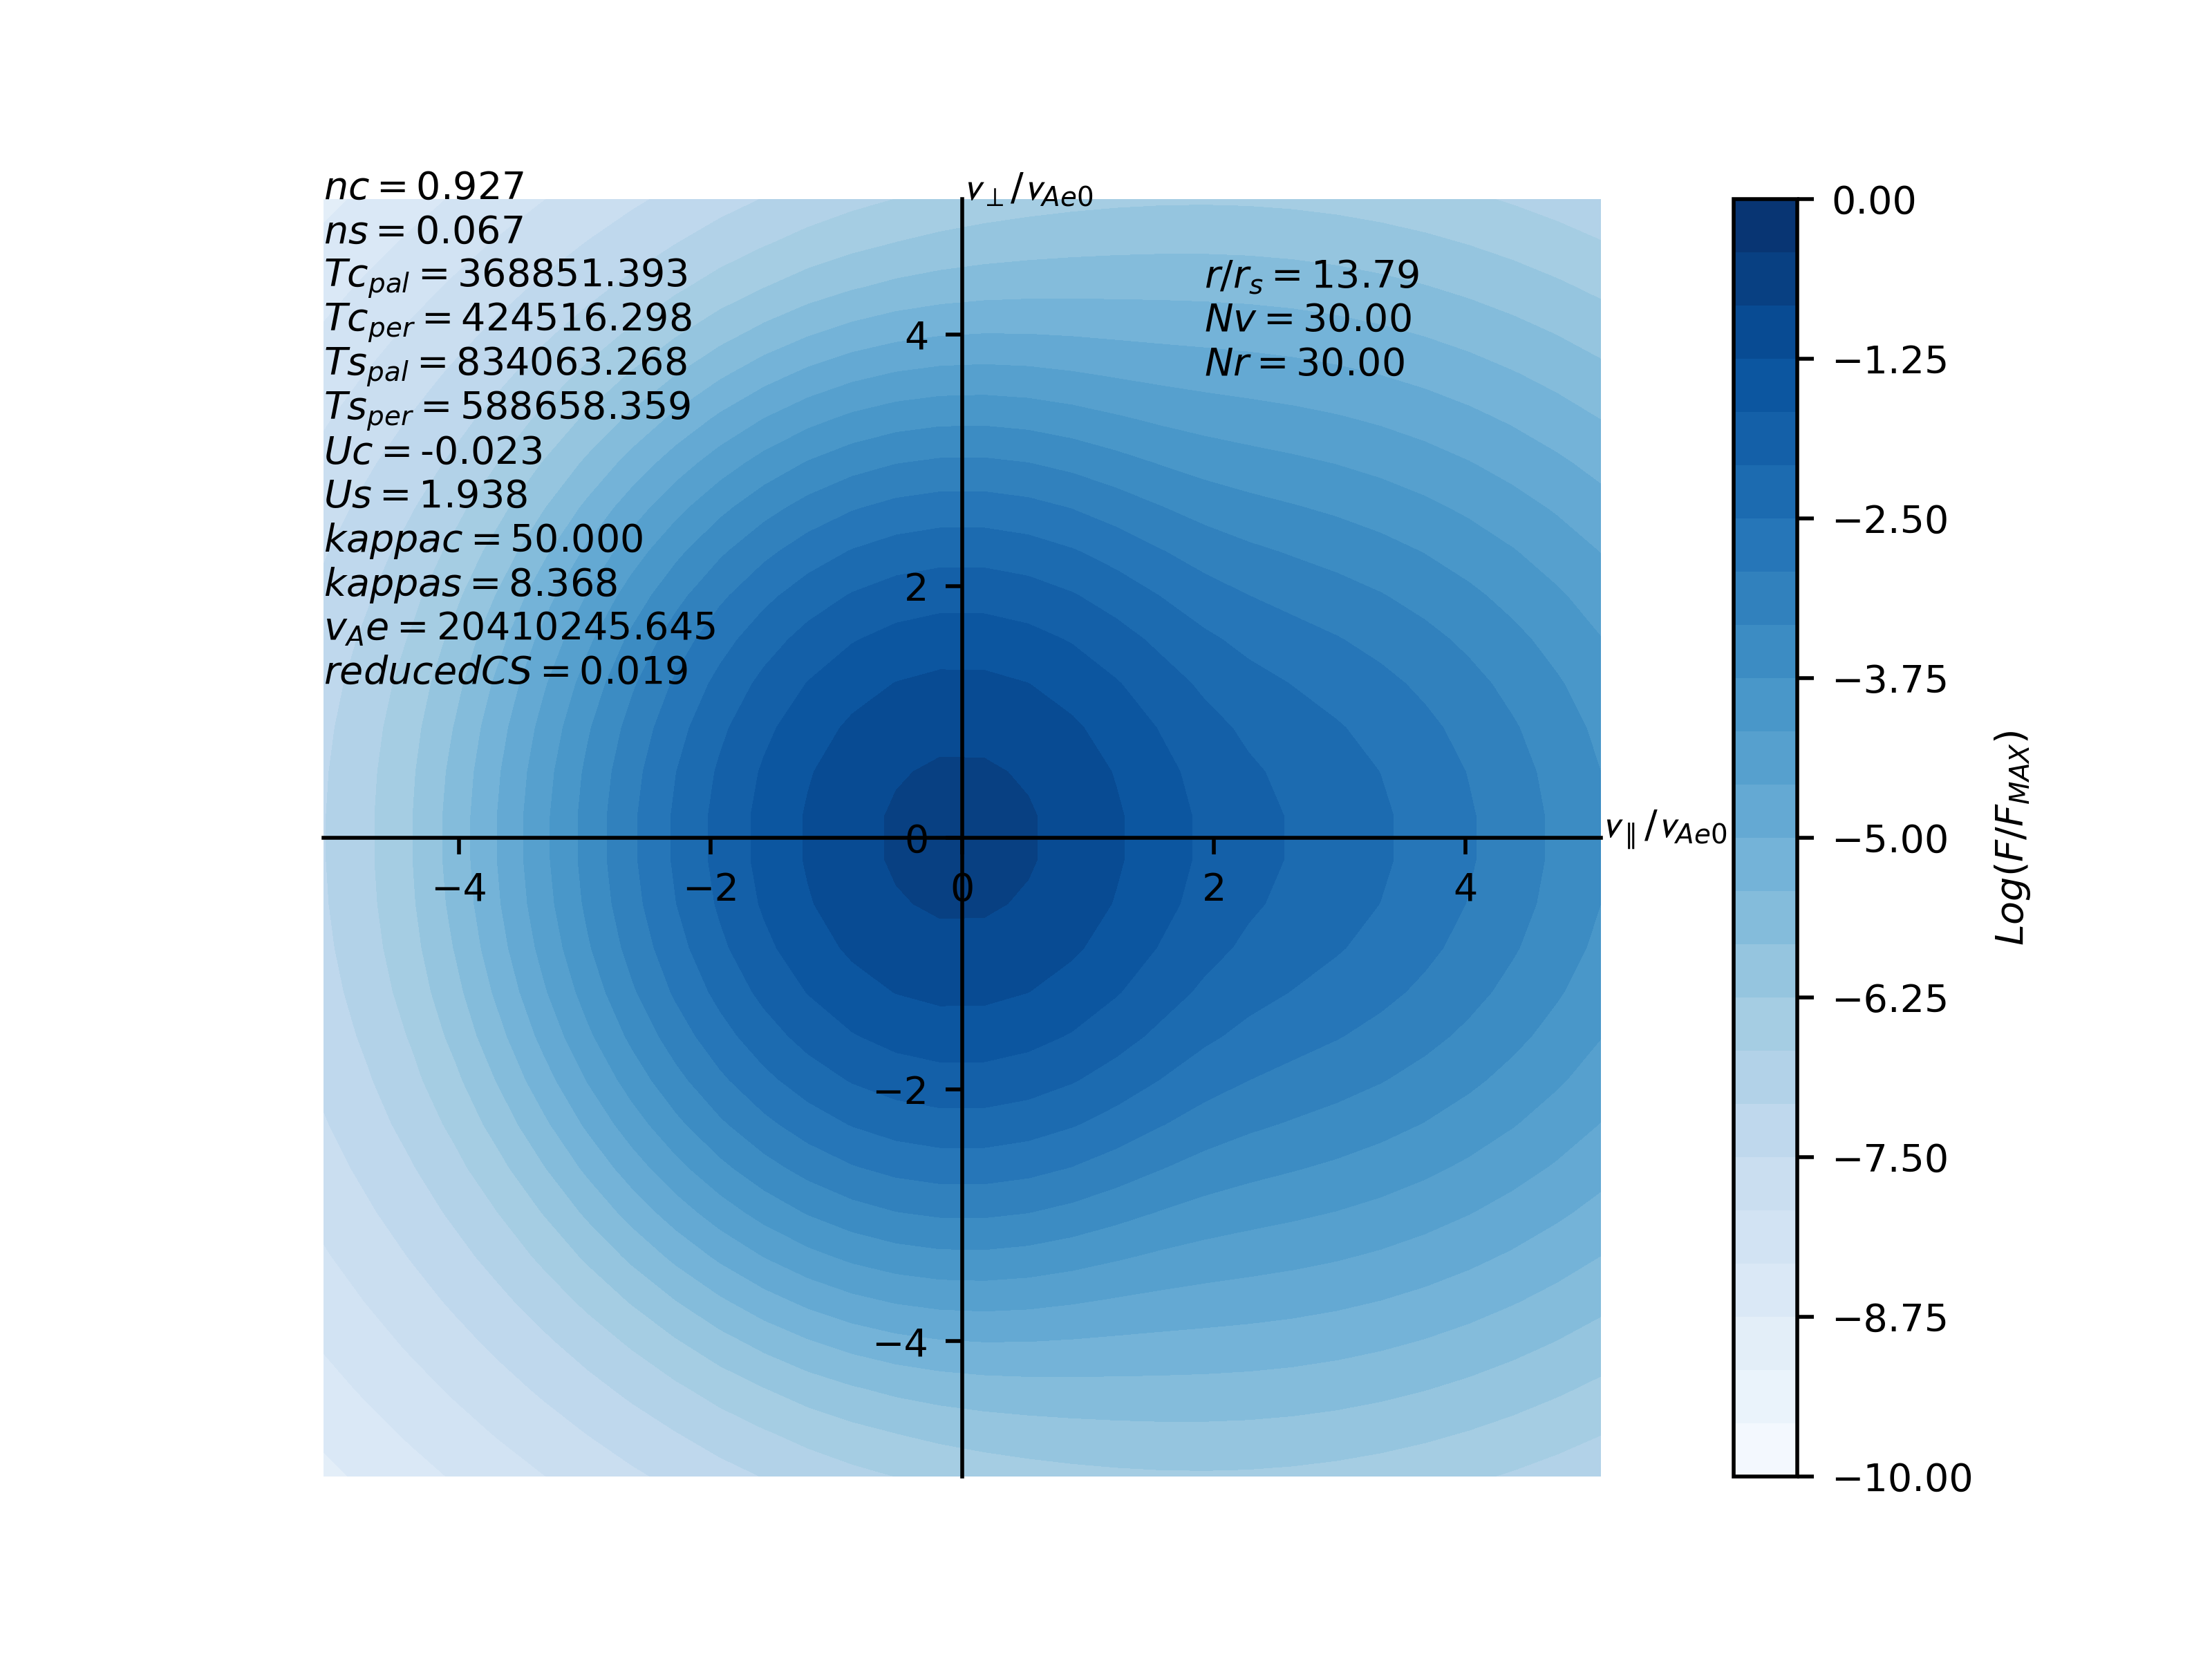 nc = 0.927
ns = 0.067
Tc_pal = 368851.393
Tc_per = 424516.298
Ts_pal = 834063.268
Ts_per = 588658.359
Uc = -0.023
Us = 1.938
kappac = 50.000
kappas = 8.368
v_Ae = 20410245.645
reducedCS = 0.019
v_⊥/v_Ae0
r/r_s = 13.79
Nv = 30.00
Nr = 30.00
4
2
0
−2
−4
−4 −2 0 2 4
v_∥/v_Ae0
0.00
−1.25
−2.50
−3.75
−5.00
−6.25
−7.50
−8.75
−10.00
Log(F/F_MAX)